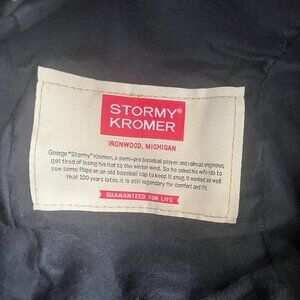 STORMY®
KROMER
IRONWOOD, MICHIGAN
George "Stormy" Kromer, a semi-pro baseball player and railroad engineer,
got tired of losing his hat to the winter wind. So he asked his wife to
sew some flaps on an old baseball cap to keep it snug. It worked so well
that 100 years later, it is still legendary for comfort and fit.
GUARANTEED FOR LIFE